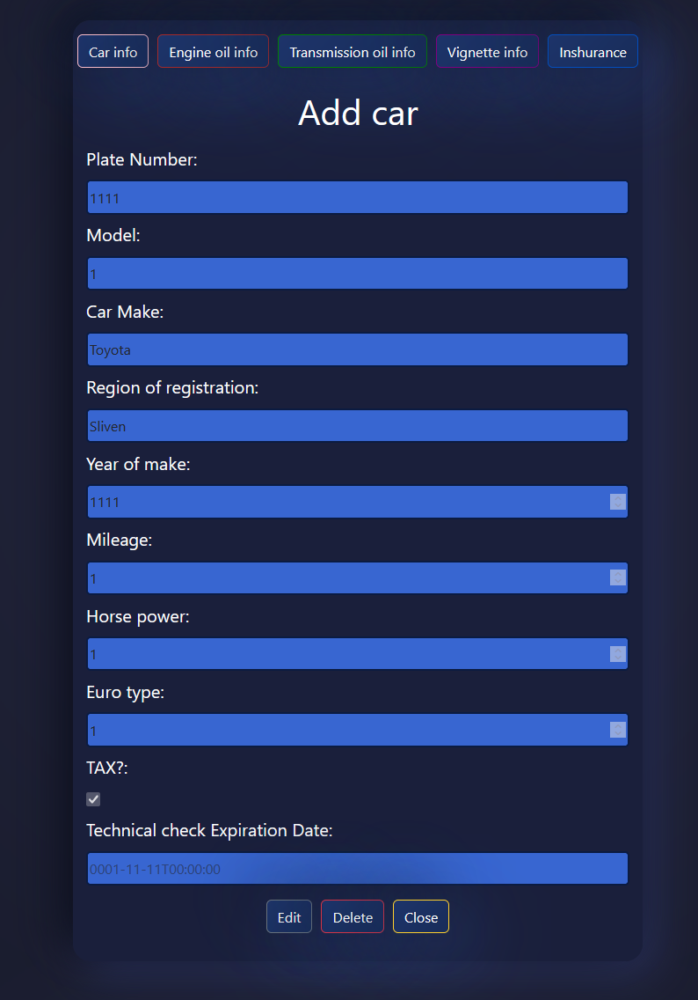 Car info Engine oil info Transmission oil info Vignette info Inshurance
Add car
Plate Number:
1111
Model:
1
Car Make:
Toyota
Region of registration:
Sliven
Year of make:
1111
Mileage:
1
Horse power:
1
Euro type:
1
TAX?:
Technical check Expiration Date:
0001-11-11T00:00:00
Edit Delete Close